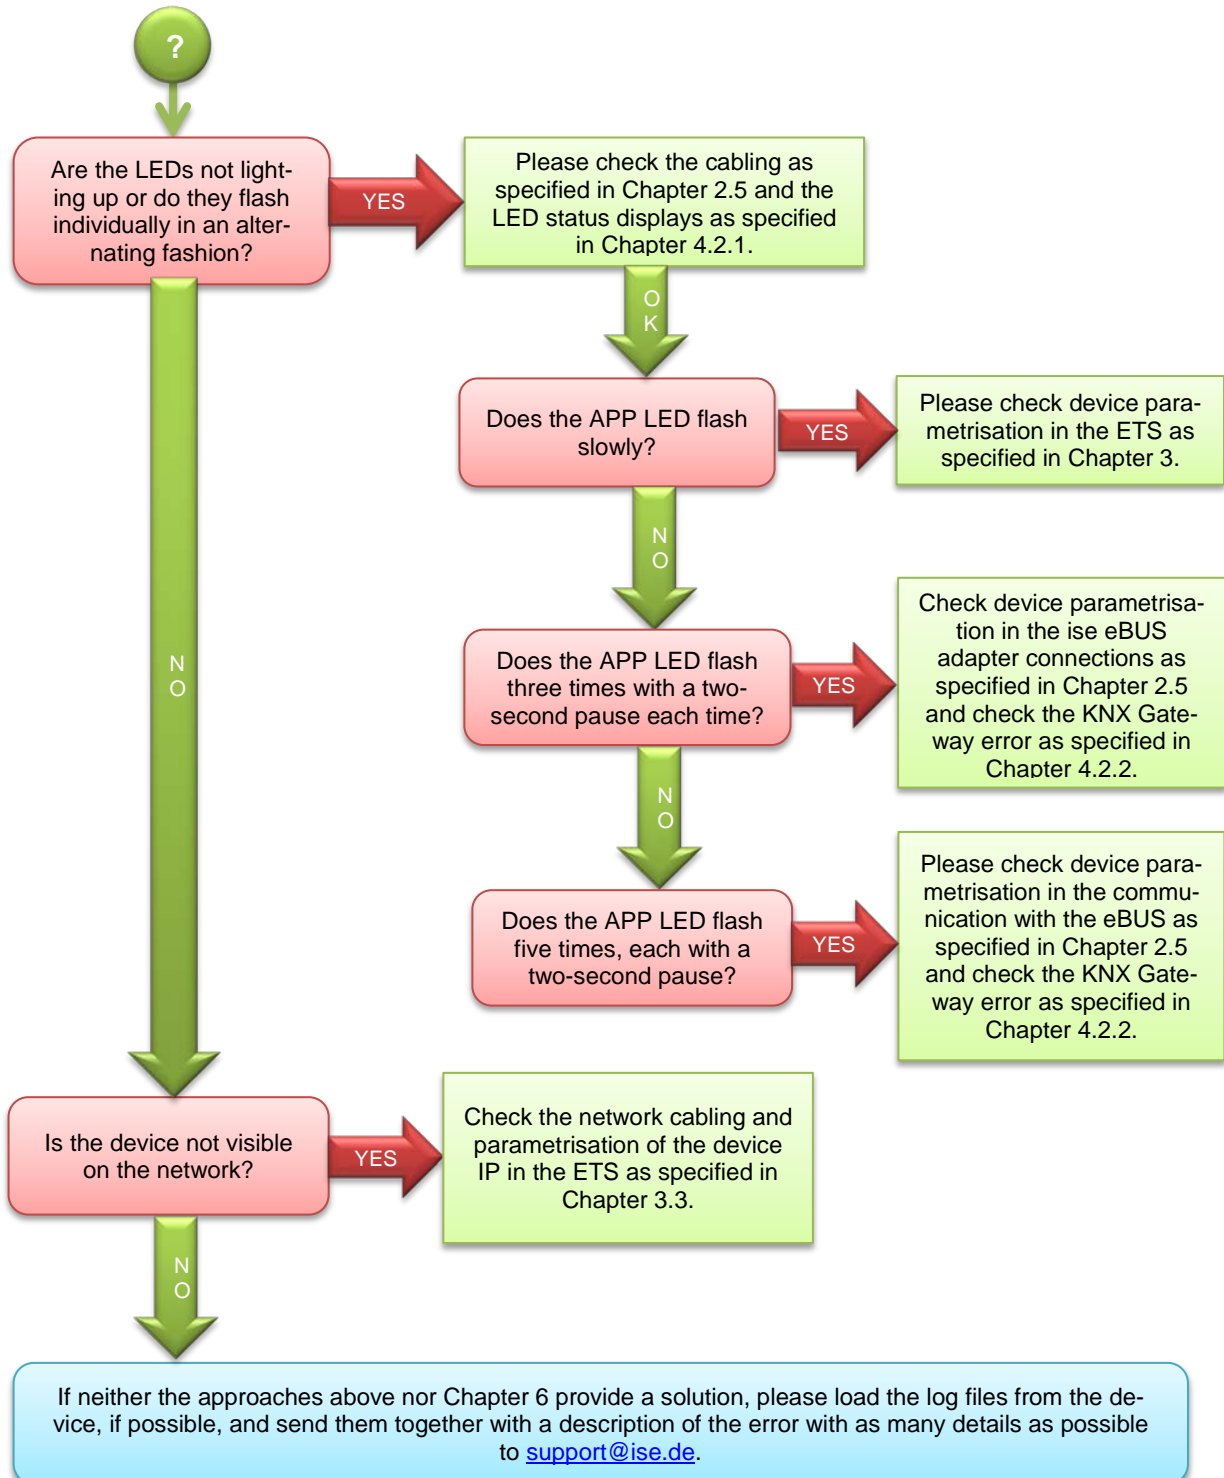 ?
Are the LEDs not light-
ing up or do they flash
individually in an alter-
nating fashion?
YES
Please check the cabling as
specified in Chapter 2.5 and the
LED status displays as specified
in Chapter 4.2.1.
O
K
Does the APP LED flash
slowly?
YES
Please check device para-
metrisation in the ETS as
specified in Chapter 3.
N
O
Does the APP LED flash
three times with a two-
second pause each time?
YES
Check device parametrisa-
tion in the ise eBUS
adapter connections as
specified in Chapter 2.5
and check the KNX Gate-
way error as specified in
Chapter 4.2.2.
N
O
N
O
Does the APP LED flash
five times, each with a
two-second pause?
YES
Please check device para-
metrisation in the commu-
nication with the eBUS as
specified in Chapter 2.5
and check the KNX Gate-
way error as specified in
Chapter 4.2.2.
Is the device not visible
on the network?
YES
Check the network cabling and
parametrisation of the device
IP in the ETS as specified in
Chapter 3.3.
N
O
If neither the approaches above nor Chapter 6 provide a solution, please load the log files from the de-
vice, if possible, and send them together with a description of the error with as many details as possible
to support@ise.de.